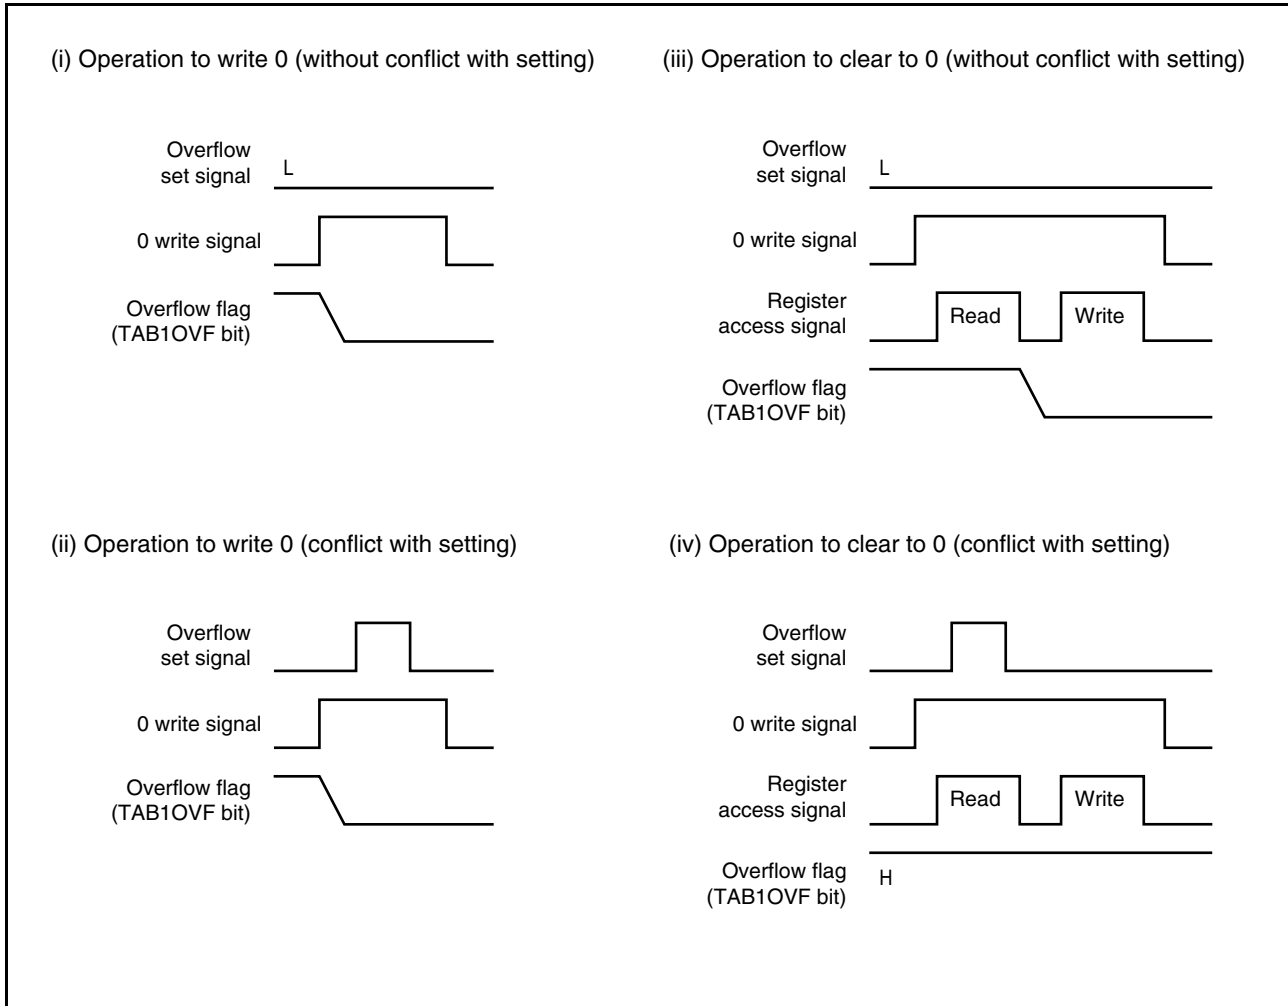 (i) Operation to write 0 (without conflict with setting)
Overflow
set signal
L
0 write signal
Overflow flag
(TAB1OVF bit)
(iii) Operation to clear to 0 (without conflict with setting)
Overflow
set signal
L
0 write signal
Register
access signal
Read
Write
Overflow flag
(TAB1OVF bit)
(ii) Operation to write 0 (conflict with setting)
Overflow
set signal
0 write signal
Overflow flag
(TAB1OVF bit)
(iv) Operation to clear to 0 (conflict with setting)
Overflow
set signal
0 write signal
Register
access signal
Read
Write
Overflow flag
(TAB1OVF bit)
H